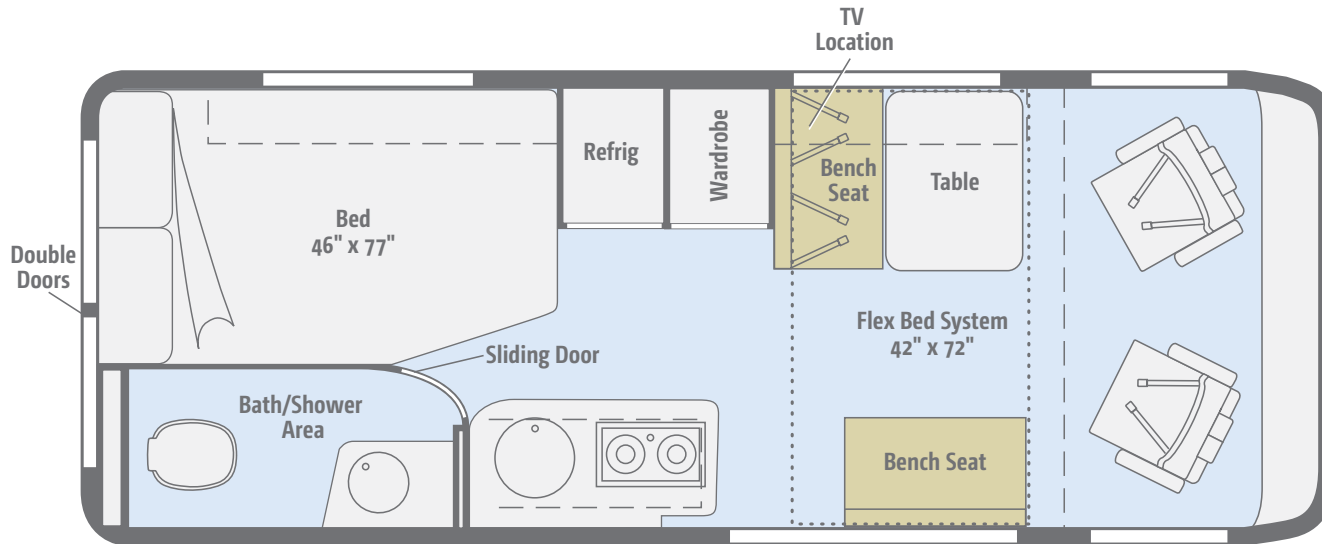 TV
Location
Refrig
Wardrobe
Bench
Seat
Table
Bed
46" x 77"
Double
Doors
Flex Bed System
42" x 72"
Sliding Door
Bath/Shower
Area
Bench Seat